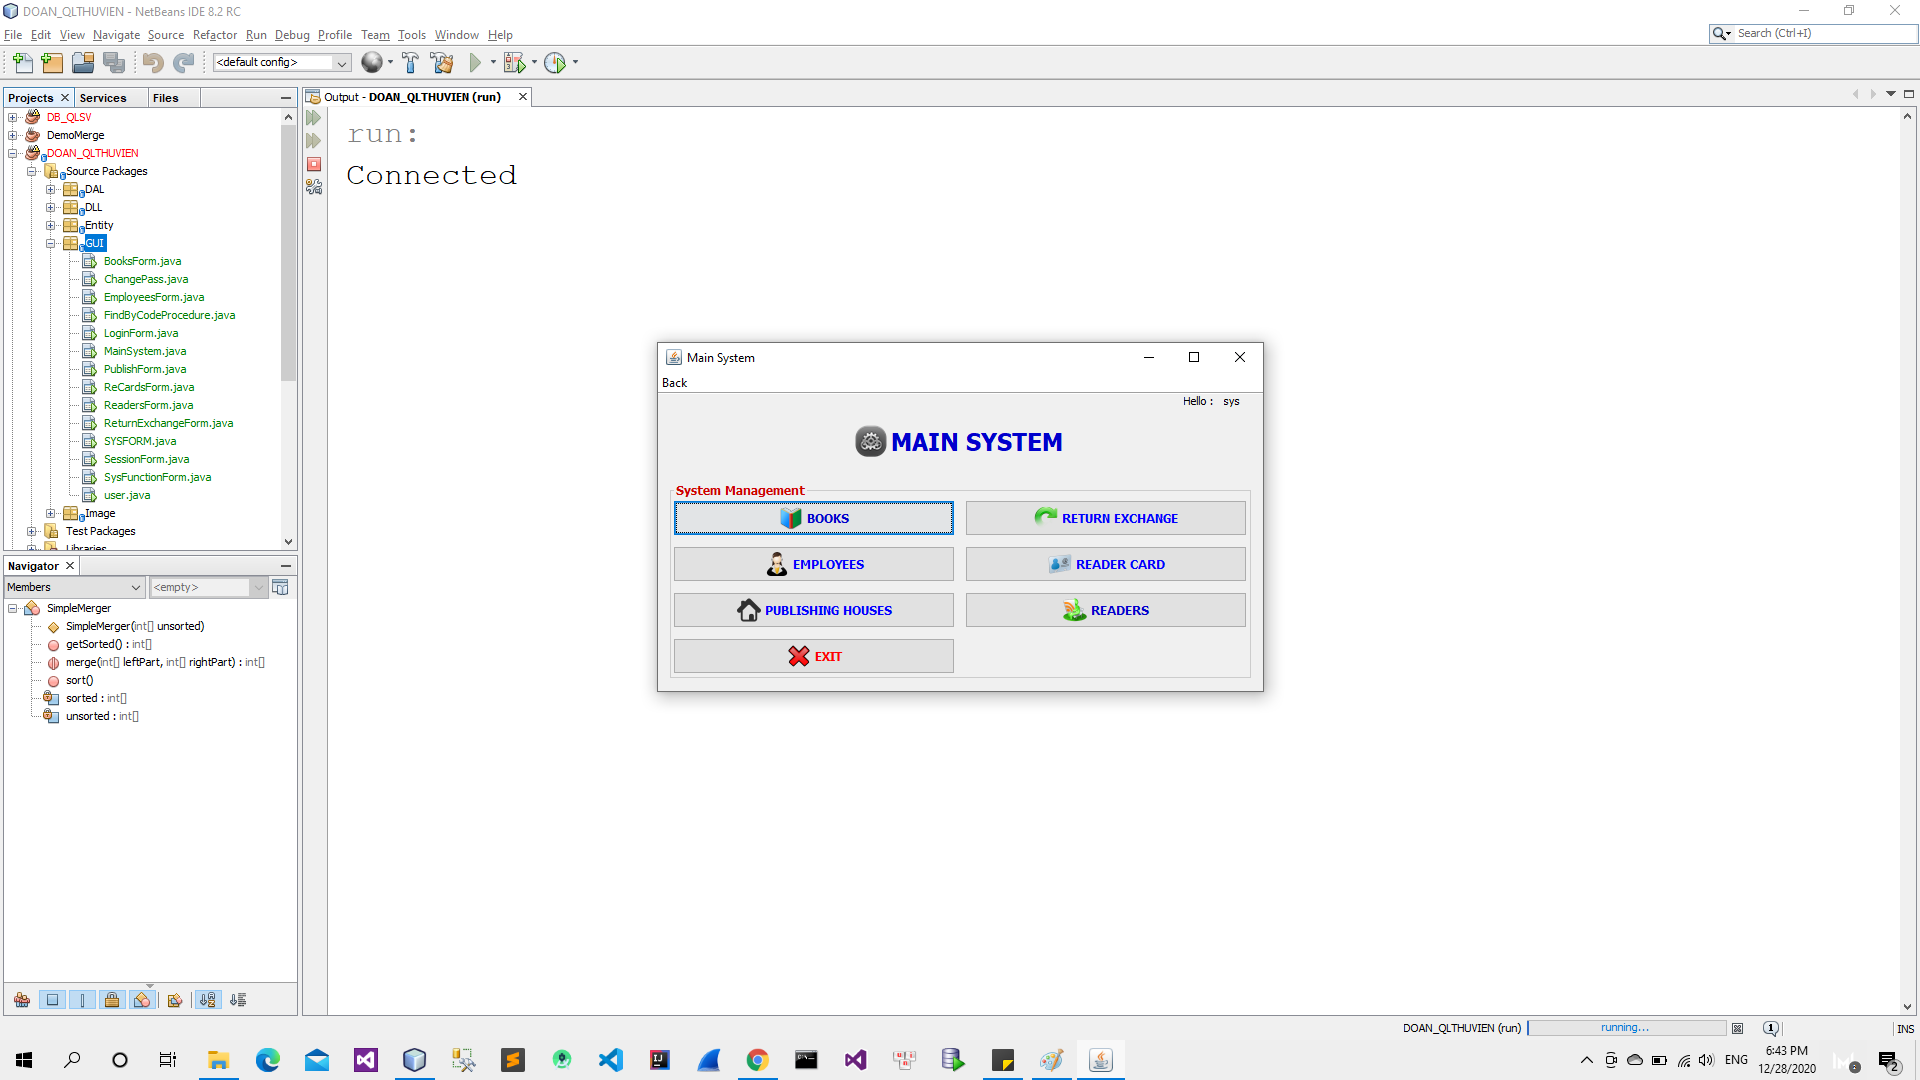 DOAN_QLTHUVIEN - NetBeans IDE 8.2 RC
File Edit View Navigate Source Refactor Run Debug Profile Team Tools Window Help
Search (Ctrl+I)
<default config>
Projects Services Files
Output - DOAN_QLTHUVIEN (run)
DB_QLSV
DemoMerge
DOAN_QLTHUVIEN
Source Packages
DAL
DLL
Entity
GUI
BooksForm.java
ChangePass.java
EmployeesForm.java
FindByCodeProcedure.java
LoginForm.java
MainSystem.java
PublishForm.java
ReCardsForm.java
ReadersForm.java
ReturnExchangeForm.java
SYSFORM.java
SessionForm.java
SysFunctionForm.java
user.java
Image
Test Packages
Libraries
run:
Connected
Main System
Back
Hello : sys
MAIN SYSTEM
System Management
BOOKS RETURN EXCHANGE
EMPLOYEES READER CARD
PUBLISHING HOUSES READERS
EXIT
Navigator
Members <empty>
SimpleMerger
SimpleMerger(int[] unsorted)
getSorted() : int[]
merge(int[] leftPart, int[] rightPart) : int[]
sort()
sorted : int[]
unsorted : int[]
DOAN_QLTHUVIEN (run) running... 1 INS
ENG 6:43 PM
12/28/2020
2